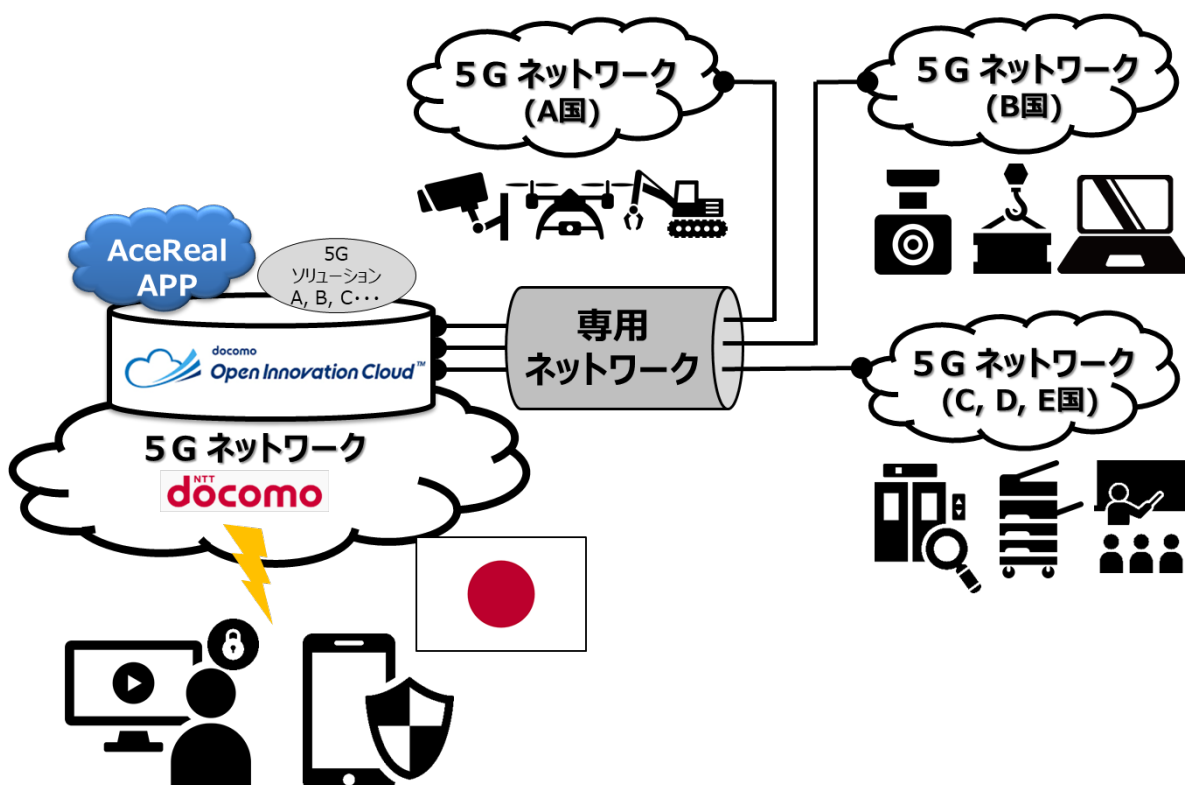 5G ネットワーク
(A国)
5G ネットワーク
(B国)
AceReal
APP
5G
ソリューション
A, B, C・・・
専用
ネットワーク
docomo
Open Innovation Cloud™
5G ネットワーク
(C, D, E国)
5G ネットワーク
NTT
docomo